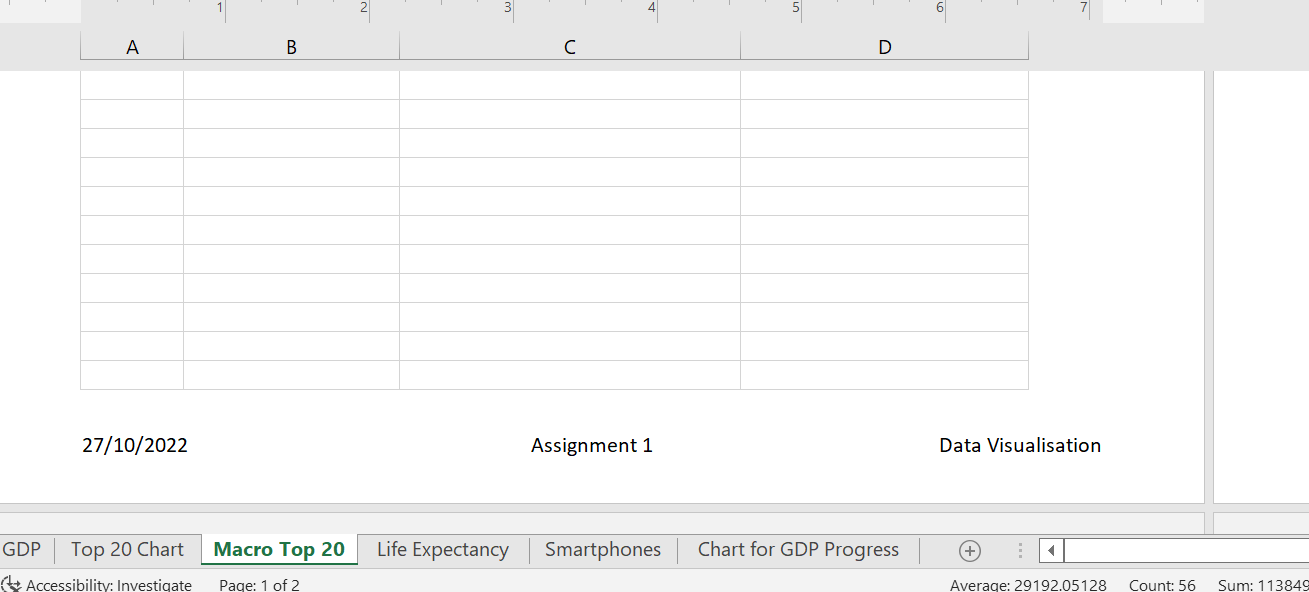 1 2 3 4 5 6 7
A B C D
27/10/2022 Assignment 1 Data Visualisation
GDP Top 20 Chart Macro Top 20 Life Expectancy Smartphones Chart for GDP Progress
Accessibility: Investigate Page: 1 of 2 Average: 29192.05128 Count: 56 Sum: 113849